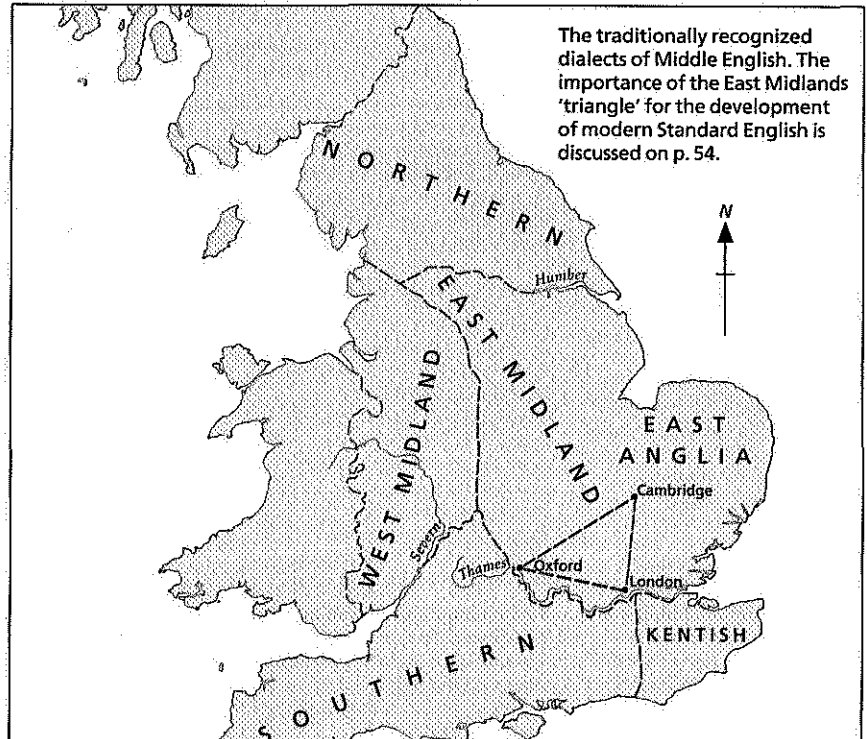 The traditionally recognized
dialects of Middle English. The
importance of the East Midlands
'triangle' for the development
of modern Standard English is
discussed on p. 54.
N
NORTHERN
Humber
EAST MIDLAND
WEST MIDLAND
EAST
ANGLIA
Cambridge
Severn
Thames
Oxford
London
KENTISH
SOUTHERN